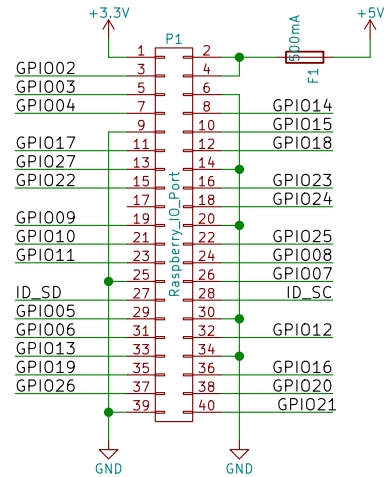 +3.3V
+5V
P1
500mA
F1
1 2
GPIO02 3 4
GPIO03 5 6
GPIO04 7 8 GPIO14
9 10 GPIO15
GPIO17 11 12 GPIO18
GPIO27 13 14
GPIO22 15 16 GPIO23
17 18 GPIO24
GPIO09 19 20
GPIO10 21 22 GPIO25
GPIO11 23 24 GPIO08
25 26 GPIO07
ID_SD 27 28 ID_SC
GPIO05 29 30
GPIO06 31 32 GPIO12
GPIO13 33 34
GPIO19 35 36 GPIO16
GPIO26 37 38 GPIO20
39 40 GPIO21
Raspberry_IO_Port
GND
GND